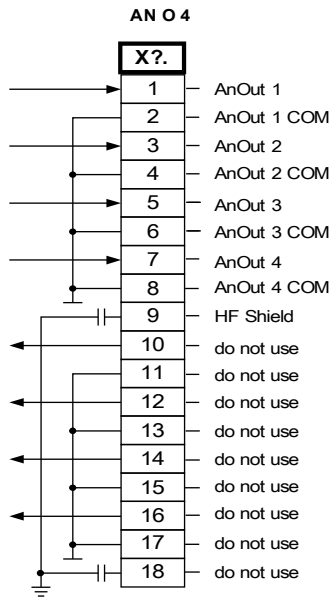 AN O 4
X?.
1 AnOut 1
2 AnOut 1 COM
3 AnOut 2
4 AnOut 2 COM
5 AnOut 3
6 AnOut 3 COM
7 AnOut 4
8 AnOut 4 COM
9 HF Shield
10 do not use
11 do not use
12 do not use
13 do not use
14 do not use
15 do not use
16 do not use
17 do not use
18 do not use